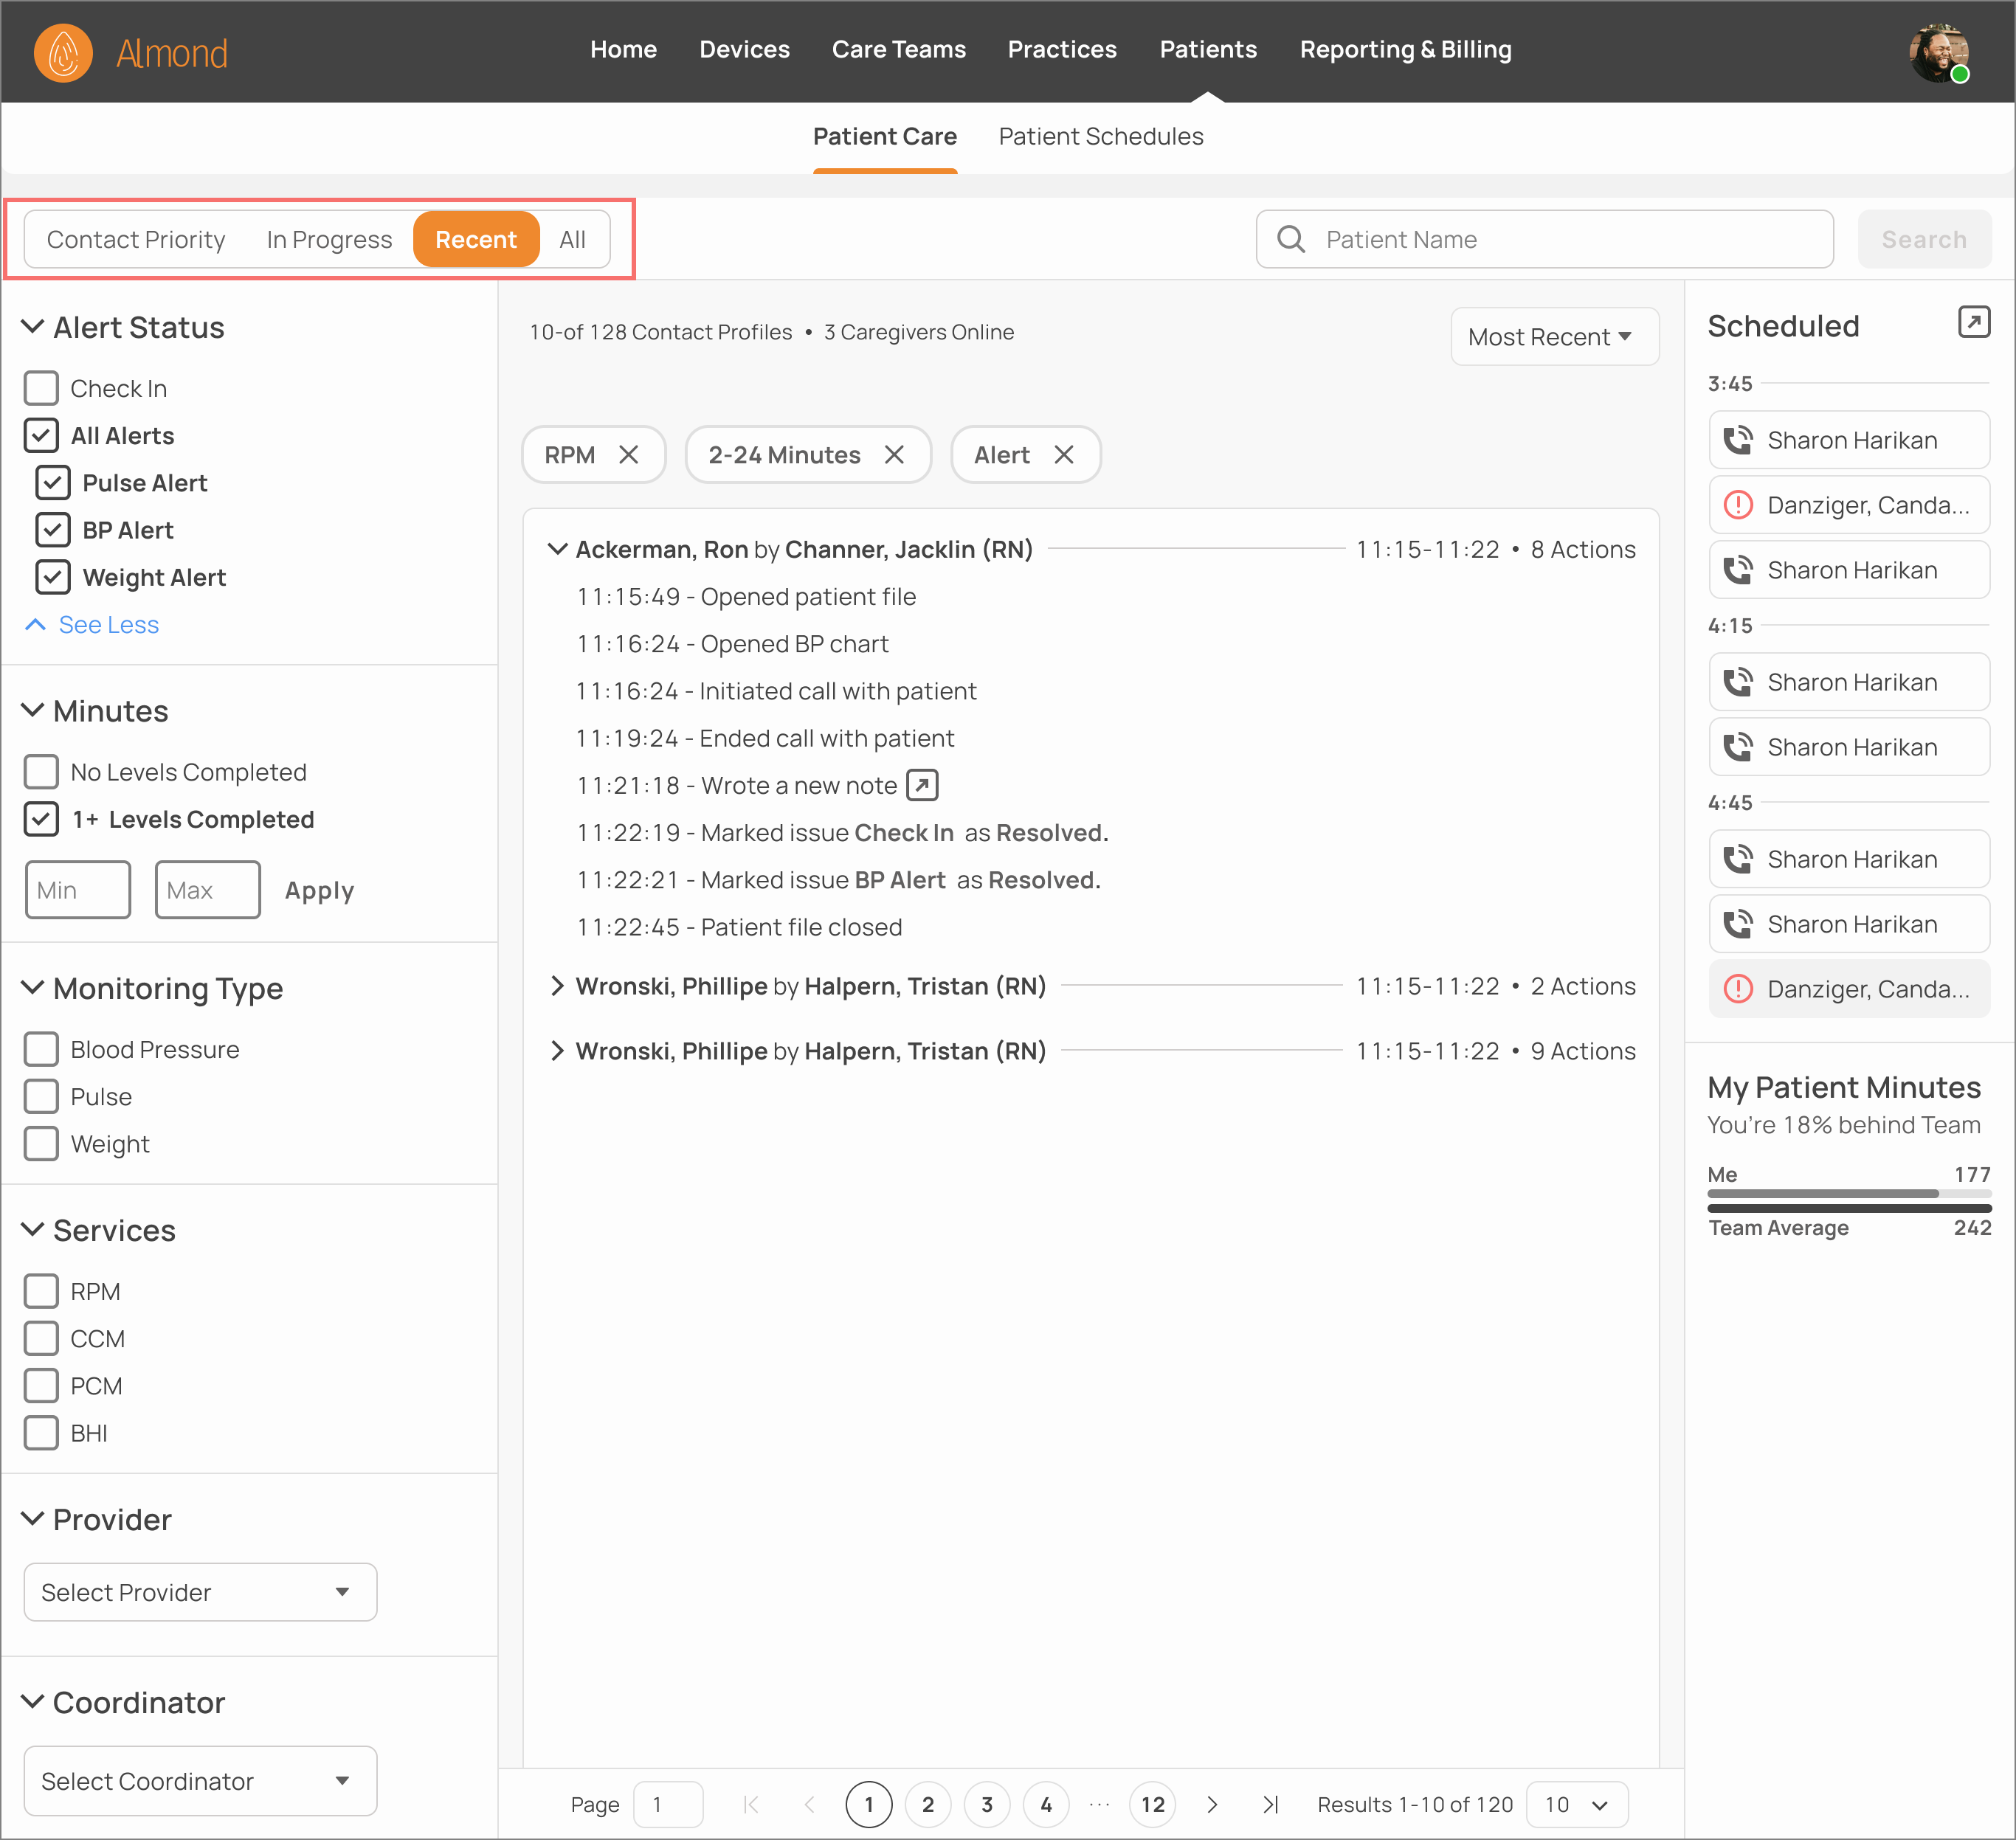 Almond
Home Devices Care Teams Practices Patients Reporting & Billing
Patient Care Patient Schedules
Contact Priority In Progress Recent All
Patient Name Search
Alert Status
Check In
All Alerts
Pulse Alert
BP Alert
Weight Alert
See Less
Minutes
No Levels Completed
1+ Levels Completed
Min Max Apply
Monitoring Type
Blood Pressure
Pulse
Weight
Services
RPM
CCM
PCM
BHI
Provider
Select Provider
Coordinator
Select Coordinator
10-of 128 Contact Profiles • 3 Caregivers Online
Most Recent
RPM 2-24 Minutes Alert
Ackerman, Ron by Channer, Jacklin (RN) 11:15-11:22 • 8 Actions
11:15:49 - Opened patient file
11:16:24 - Opened BP chart
11:16:24 - Initiated call with patient
11:19:24 - Ended call with patient
11:21:18 - Wrote a new note
11:22:19 - Marked issue Check In as Resolved.
11:22:21 - Marked issue BP Alert as Resolved.
11:22:45 - Patient file closed
Wronski, Phillipe by Halpern, Tristan (RN) 11:15-11:22 • 2 Actions
Wronski, Phillipe by Halpern, Tristan (RN) 11:15-11:22 • 9 Actions
Page 1 1 2 3 4 ... 12 Results 1-10 of 120 10
Scheduled
3:45
Sharon Harikan
Danziger, Canda...
Sharon Harikan
4:15
Sharon Harikan
Sharon Harikan
4:45
Sharon Harikan
Sharon Harikan
Danziger, Canda...
My Patient Minutes
You're 18% behind Team
Me 177
Team Average 242